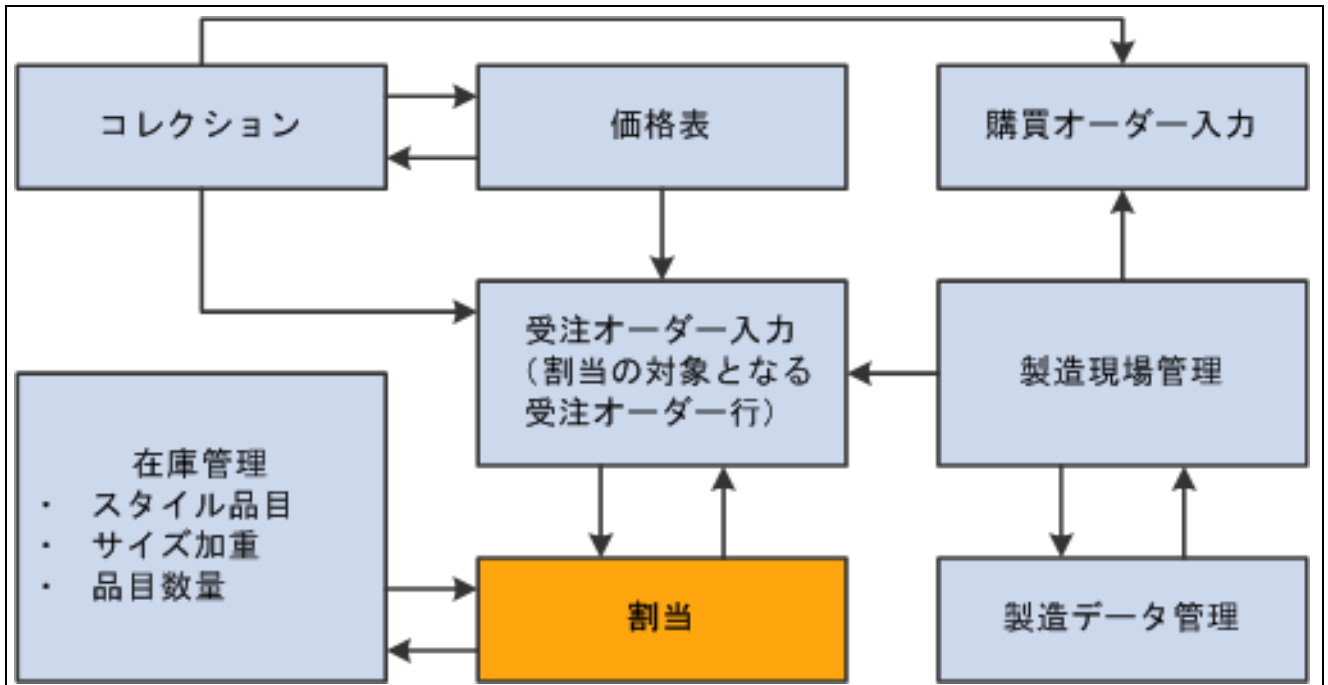 コレクション
価格表
購買オーダー入力
受注オーダー入力
(割当の対象となる
受注オーダー行)
製造現場管理
在庫管理
・ スタイル品目
・ サイズ加重
・ 品目数量
割当
製造データ管理